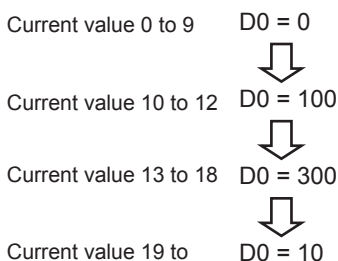 Current value 0 to 9 D0 = 0
Current value 10 to 12 D0 = 100
Current value 13 to 18 D0 = 300
Current value 19 to D0 = 10